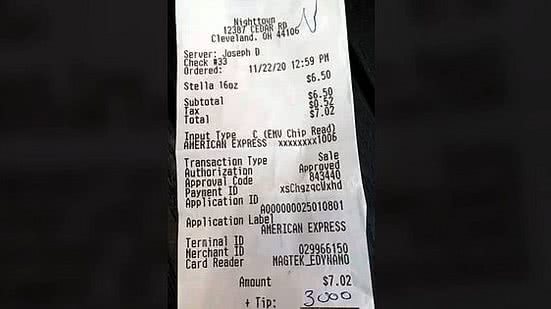 Nighttown
12387 CEDAR RD
Cleveland, OH 44106
Server: Joseph D
Check #33
Ordered: 11/22/20 12:59 PM
Stella 16oz $6.50
Subtotal $6.50
Tax $0.52
Total $7.02
Input Type C (EMV Chip Read)
AMERICAN EXPRESS xxxxxxxx1006
Transaction Type Sale
Authorization Approved
Approval Code 843440
Payment ID
Application ID
A000000025010801
Application Label
AMERICAN EXPRESS
Terminal ID
Merchant ID 029966150
Card Reader MAGTEK_EDYNAMO
Amount $7.02
+ Tip: 3000